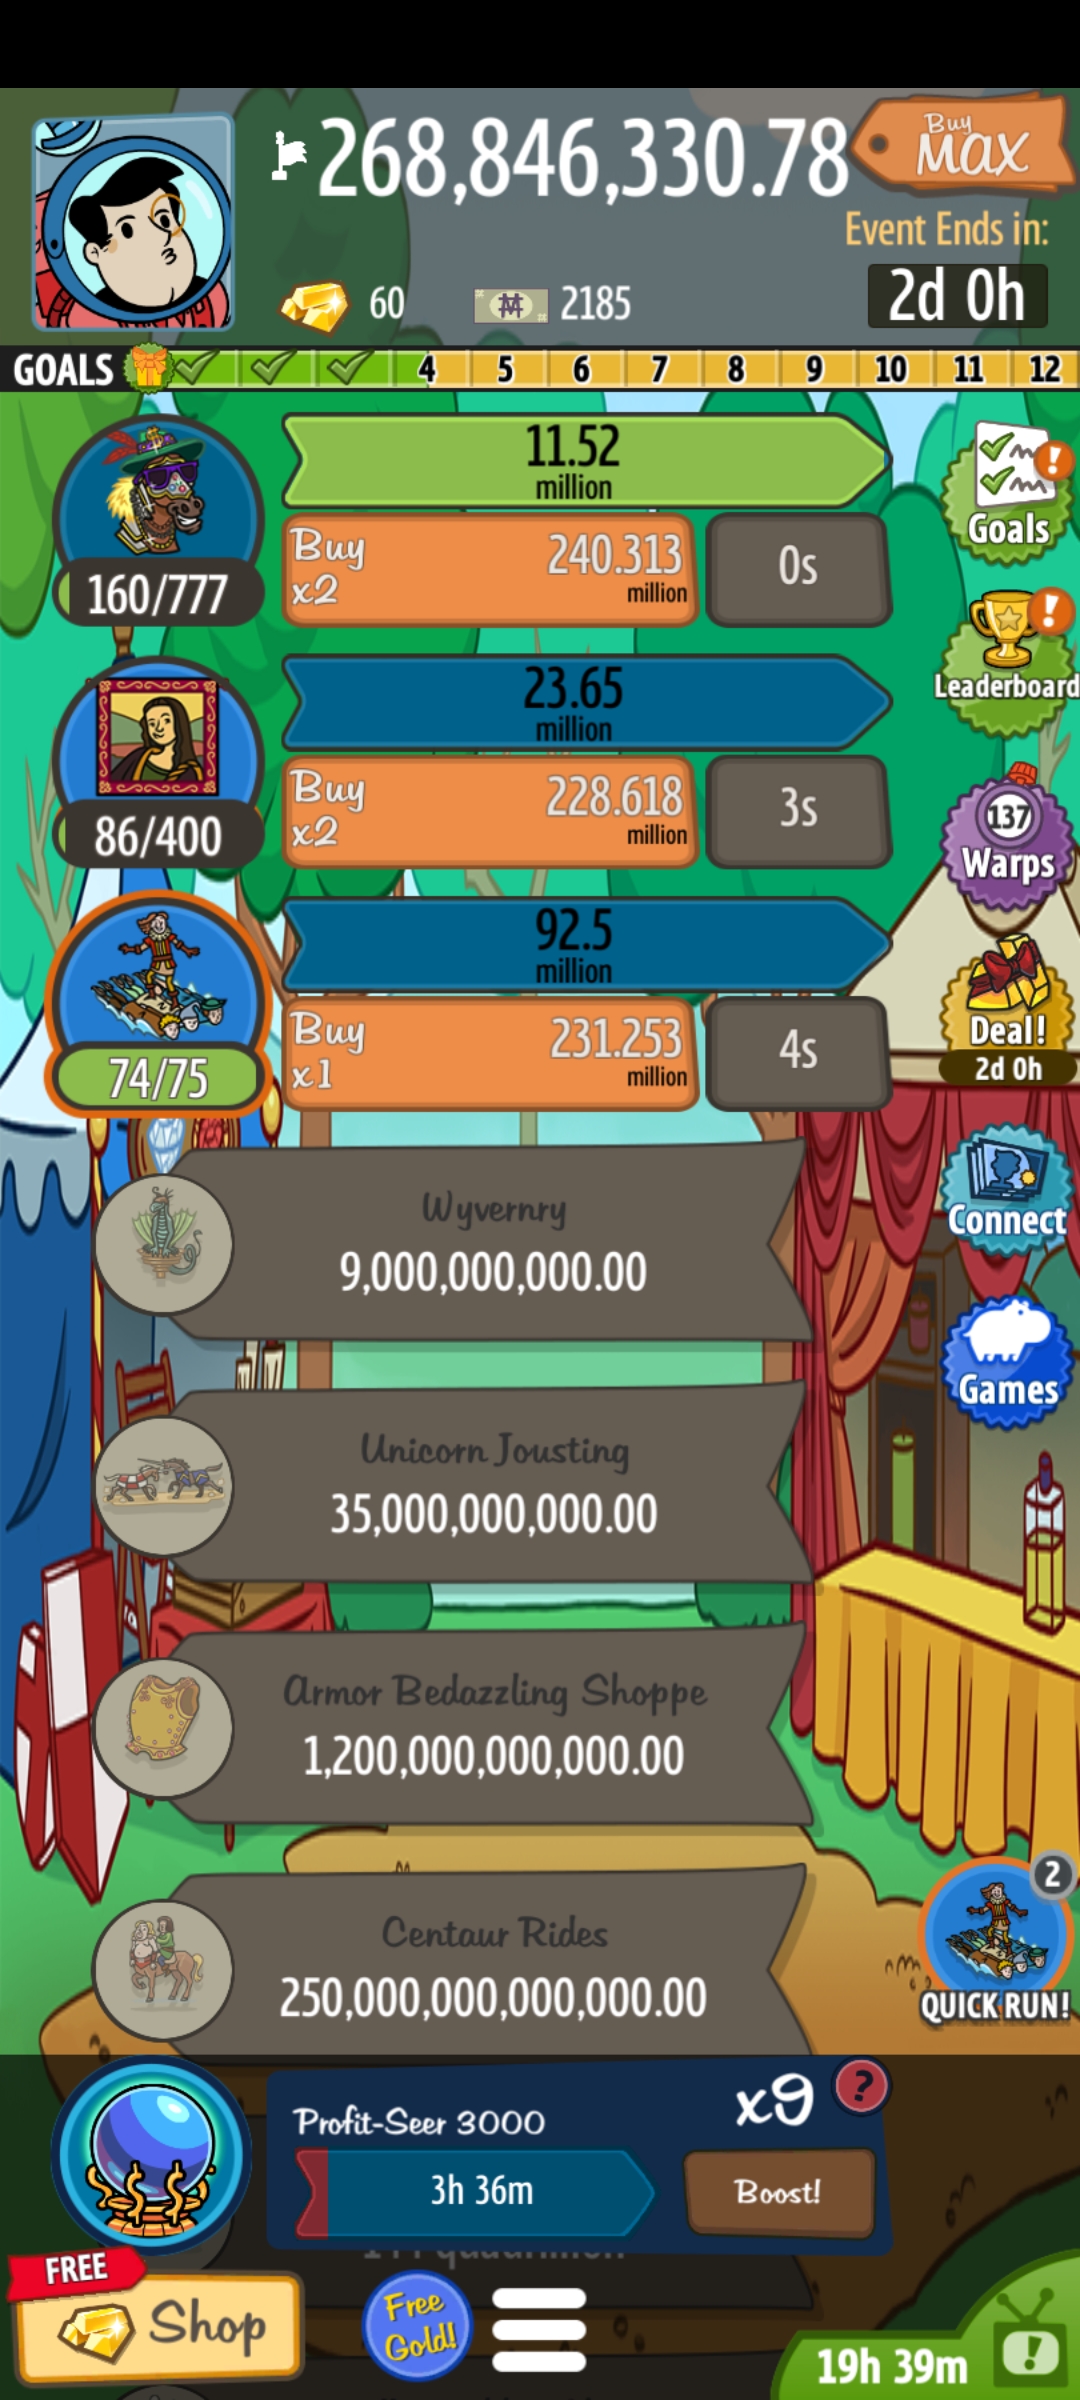 268,846,330.78
Buy
MAX
Event Ends in:
2d 0h
60
2185
GOALS
4 5 6 7 8 9 10 11 12
11.52
million
Buy
x2
240.313
million
0s
160/777
Goals
Leaderboard
23.65
million
Buy
x2
228.618
million
3s
86/400
137
Warps
92.5
million
Buy
x1
231.253
million
4s
74/75
Deal!
2d 0h
Wyvernry
9,000,000,000.00
Connect
Games
Unicorn Jousting
35,000,000,000.00
Armor Bedazzling Shoppe
1,200,000,000,000.00
Centaur Rides
250,000,000,000,000.00
2
QUICK RUN!
Profit-Seer 3000
x9
?
3h 36m
Boost!
FREE
Shop
Free
Gold!
19h 39m